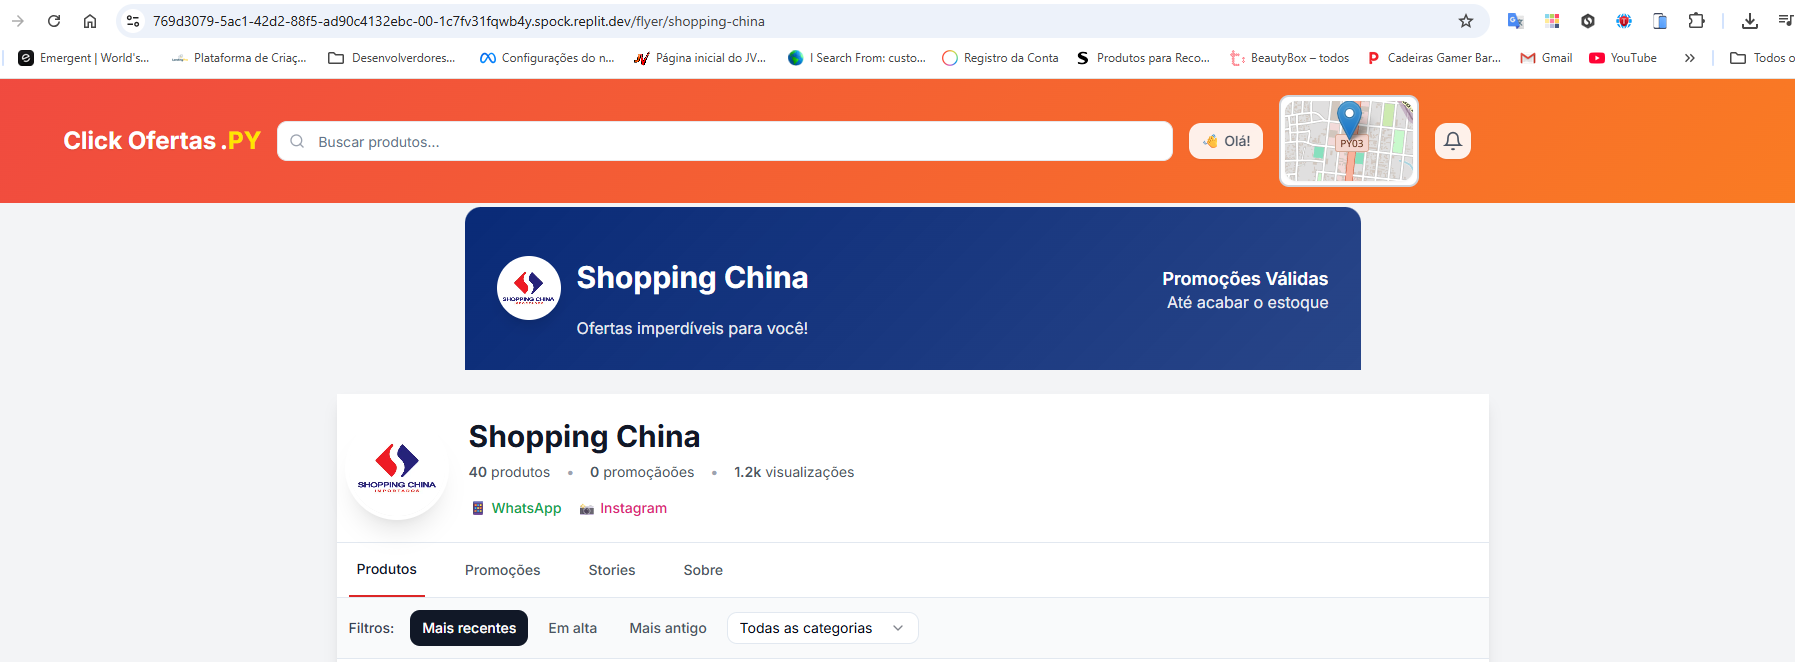 769d3079-5ac1-42d2-88f5-ad90c4132ebc-00-1c7fv31fqwb4y.spock.replit.dev/flyer/shopping-china
Emergent | World's... Plataforma de Criaç... Desenvolverdores... Configurações do n... Página inicial do JV... I Search From: custo... Registro da Conta Produtos para Reco... BeautyBox – todos Cadeiras Gamer Bar... Gmail YouTube » Todos o
Click Ofertas .PY Buscar produtos... Olá! PY03
SHOPPING CHINA
Shopping China
Ofertas imperdíveis para você!
Promoções Válidas
Até acabar o estoque
SHOPPING CHINA
IMPORTADOS
Shopping China
40 produtos • 0 promoçãoões • 1.2k visualizações
WhatsApp Instagram
Produtos Promoções Stories Sobre
Filtros: Mais recentes Em alta Mais antigo Todas as categorias